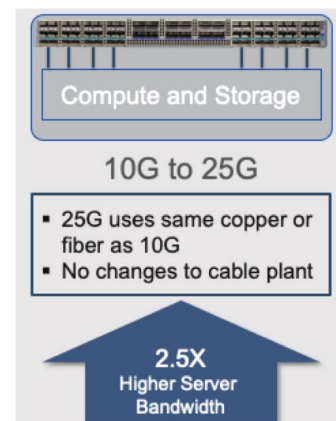 Compute and Storage
10G to 25G
▪ 25G uses same copper or
fiber as 10G
▪ No changes to cable plant
2.5X
Higher Server
Bandwidth